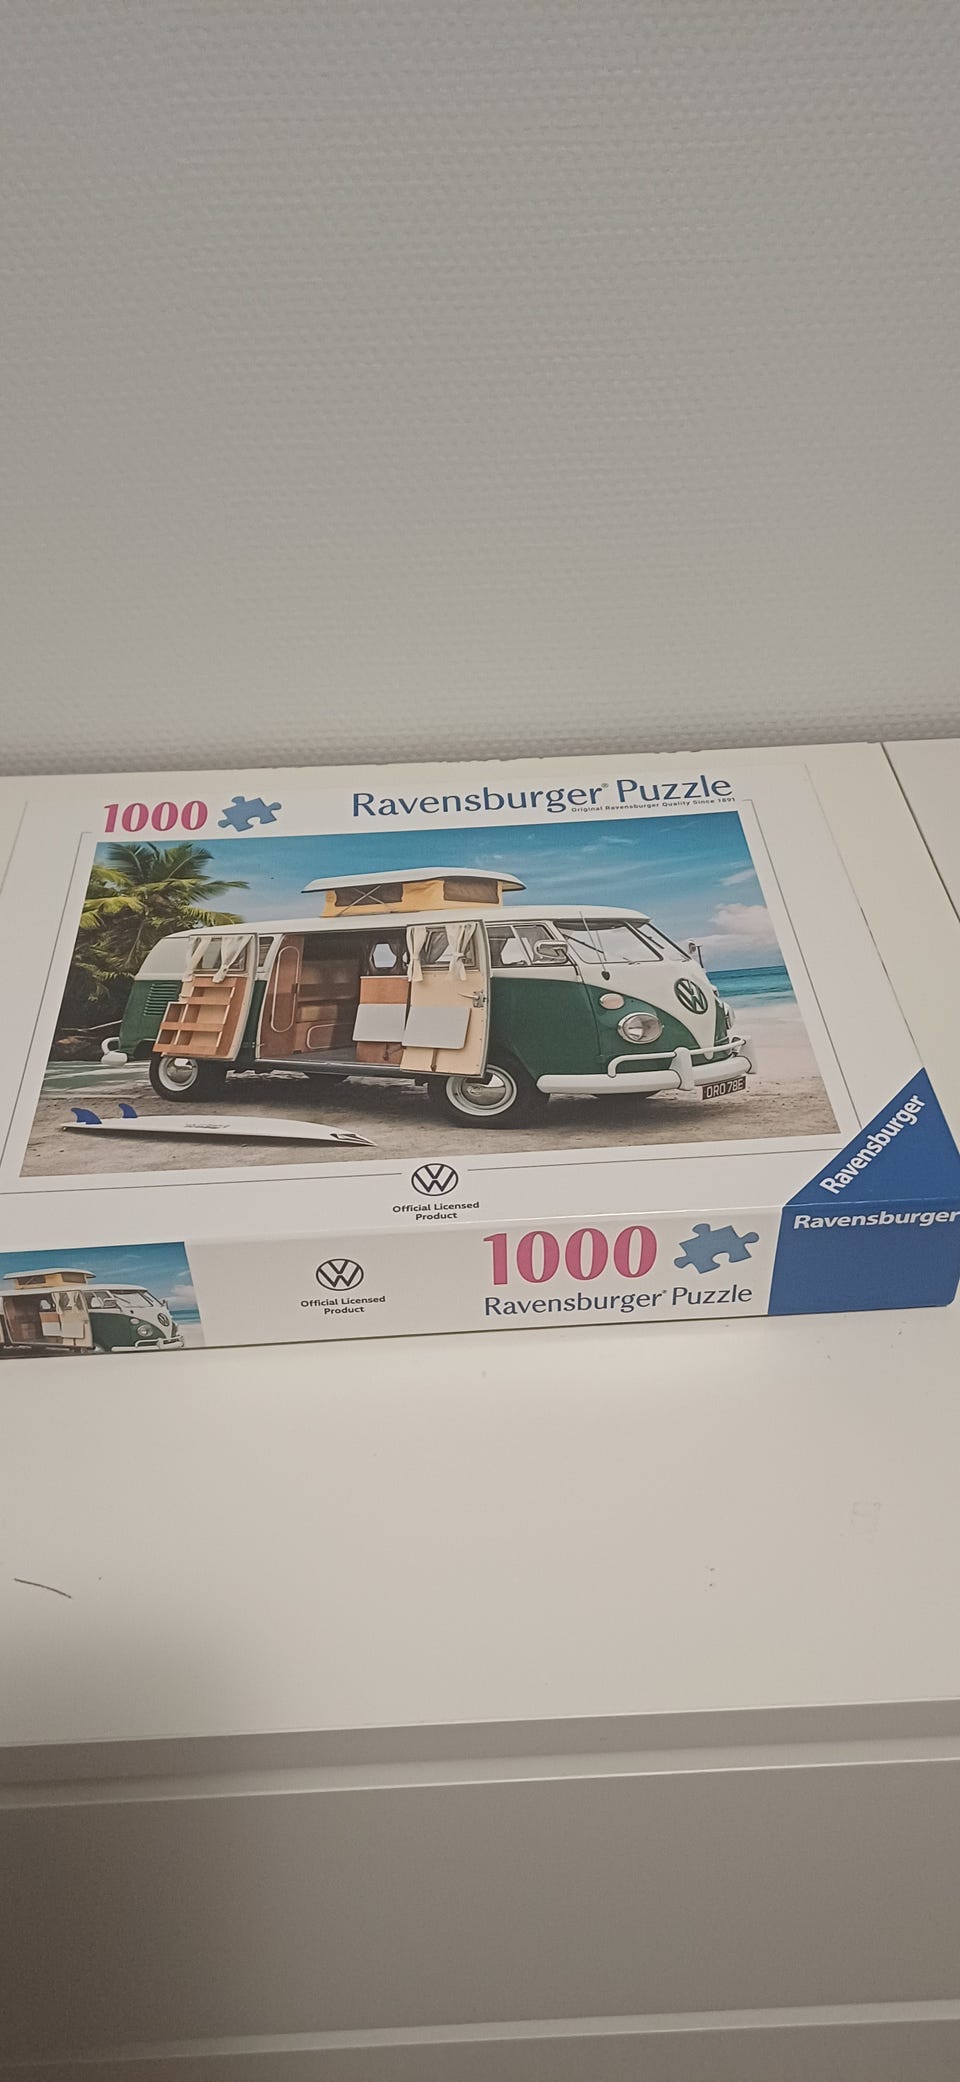 1000
Ravensburger® Puzzle
Original Ravensburger Quality Since 1891
ORO 78E
Official Licensed
Product
Ravensburger
Official Licensed
Product
1000
Ravensburger® Puzzle
Ravensburger